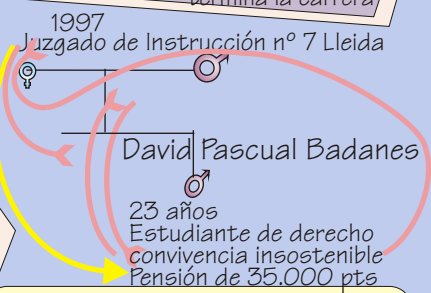 termina la carrera
1997
Juzgado de Instrucción nº 7 Lleida
David Pascual Badanes
23 años
Estudiante de derecho
convivencia insostenible
Pensión de 35.000 pts